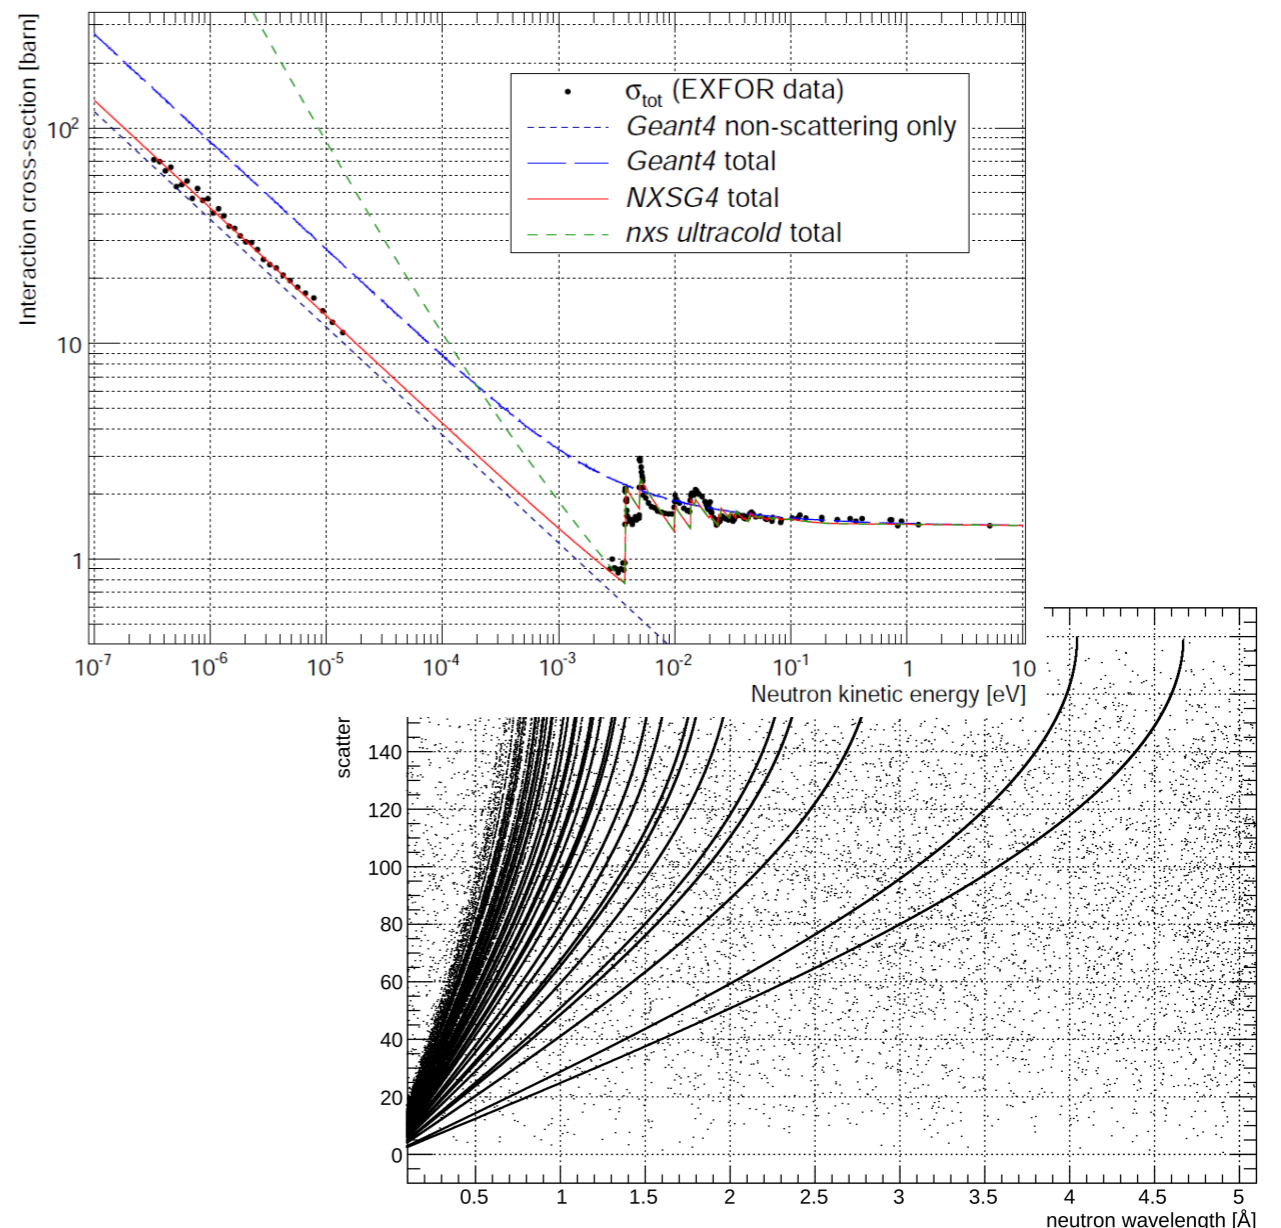 Interaction cross-section [barn]
10²
10
1
σtot (EXFOR data)
Geant4 non-scattering only
Geant4 total
NXSG4 total
nxs ultracold total
10⁻⁷ 10⁻⁶ 10⁻⁵ 10⁻⁴ 10⁻³ 10⁻² 10⁻¹ 1 10
Neutron kinetic energy [eV]
scatter
140
120
100
80
60
40
20
0
0.5 1 1.5 2 2.5 3 3.5 4 4.5 5
neutron wavelength [Å]